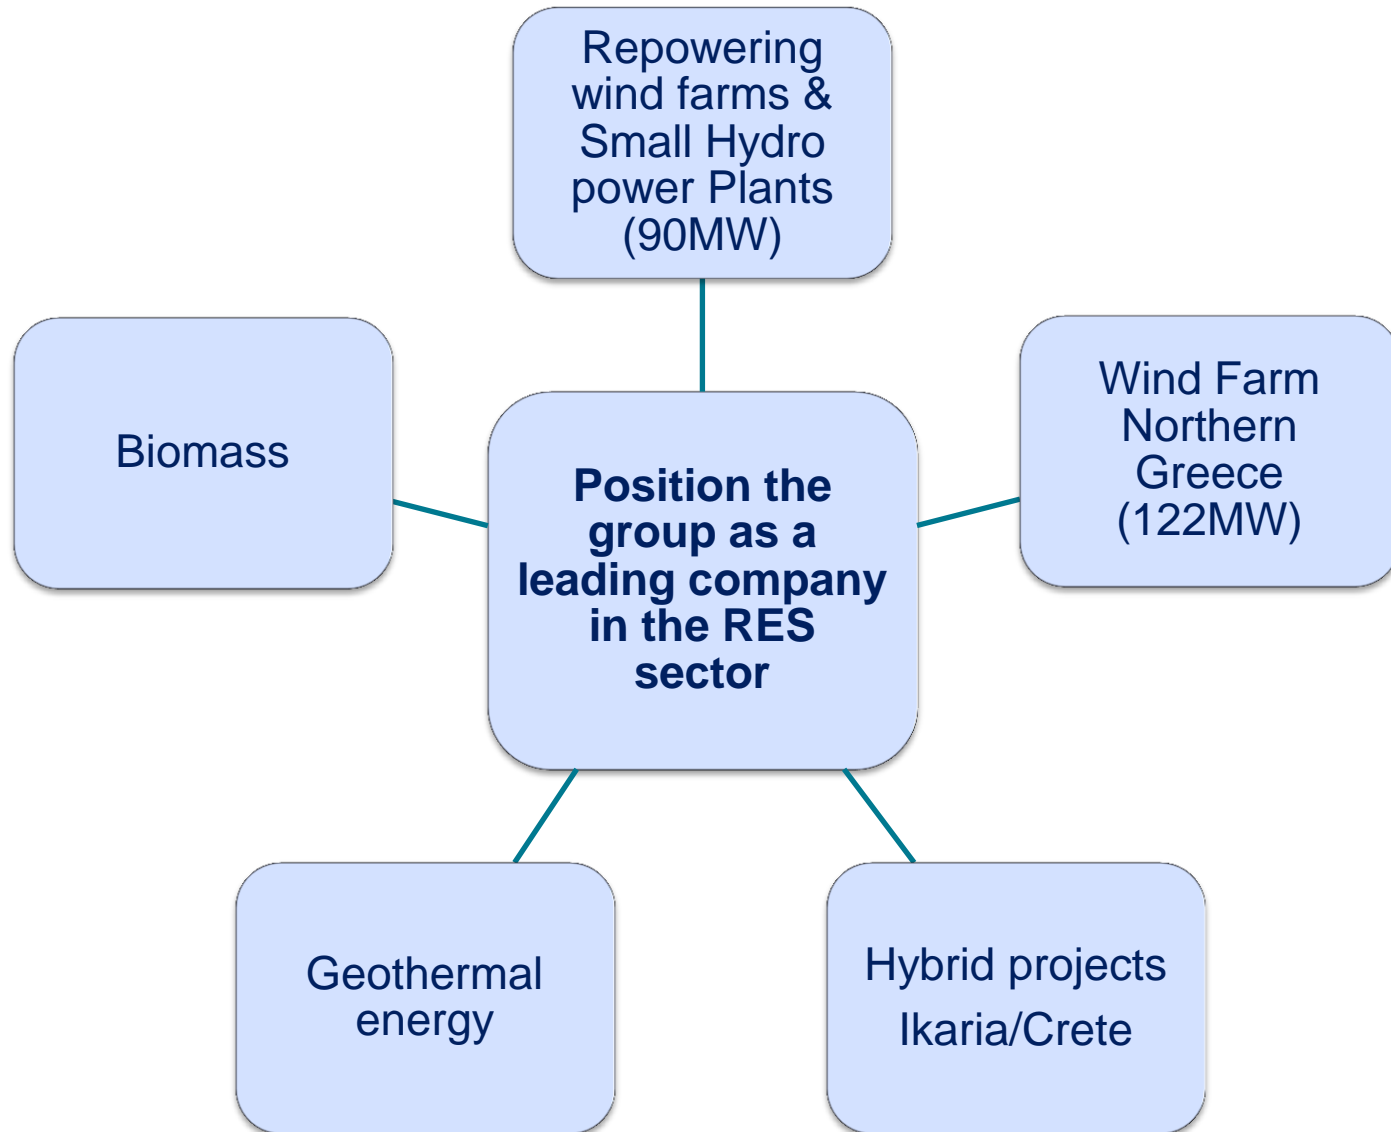 Repowering
wind farms &
Small Hydro
power Plants
(90MW)
Biomass
Wind Farm
Northern
Greece
(122MW)
Position the
group as a
leading company
in the RES
sector
Geothermal
energy
Hybrid projects
Ikaria/Crete